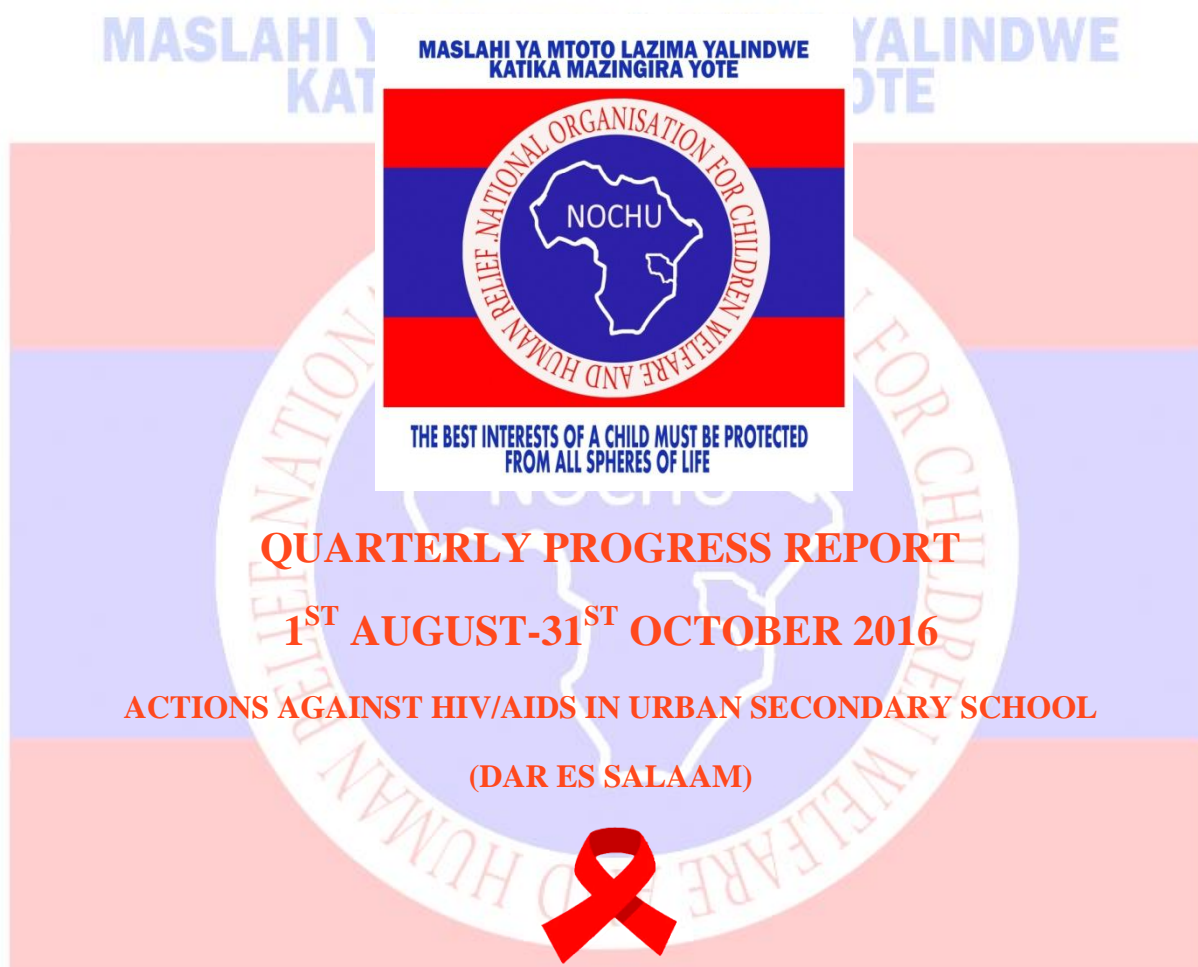 MASLAHI YA MTOTO LAZIMA YALINDWE
KATIKA MAZINGIRA YOTE
NATIONAL ORGANISATION FOR CHILDREN WELFARE AND HUMAN RELIEF .
NOCHU
THE BEST INTERESTS OF A CHILD MUST BE PROTECTED
FROM ALL SPHERES OF LIFE
QUARTERLY PROGRESS REPORT
1ST AUGUST-31ST OCTOBER 2016
ACTIONS AGAINST HIV/AIDS IN URBAN SECONDARY SCHOOL
(DAR ES SALAAM)